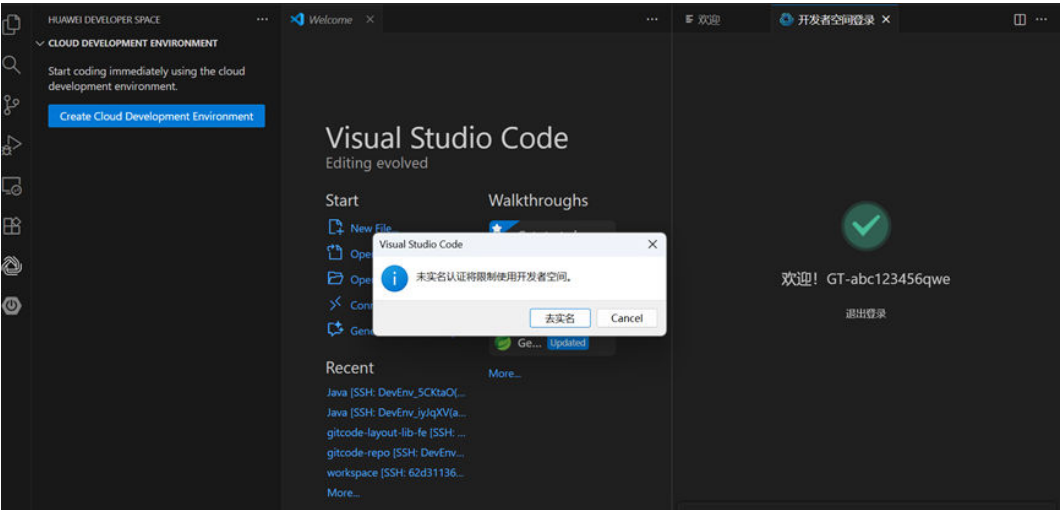 HUAWEI DEVELOPER SPACE
CLOUD DEVELOPMENT ENVIRONMENT
Start coding immediately using the cloud
development environment.
Create Cloud Development Environment
Welcome
Visual Studio Code
Editing evolved
Start
New File...
Walkthroughs
Visual Studio Code
未实名认证将限制使用开发者空间。
去实名
Cancel
Ge... Updated
More...
Recent
Java [SSH: DevEnv_5CKtaO(...
Java [SSH: DevEnv_iyJqXV(a...
gitcode-layout-lib-fe [SSH: ...
gitcode-repo [SSH: DevEnv...
workspace [SSH: 62d31136...
More...
欢迎
开发者空间登录
欢迎！GT-abc123456qwe
退出登录